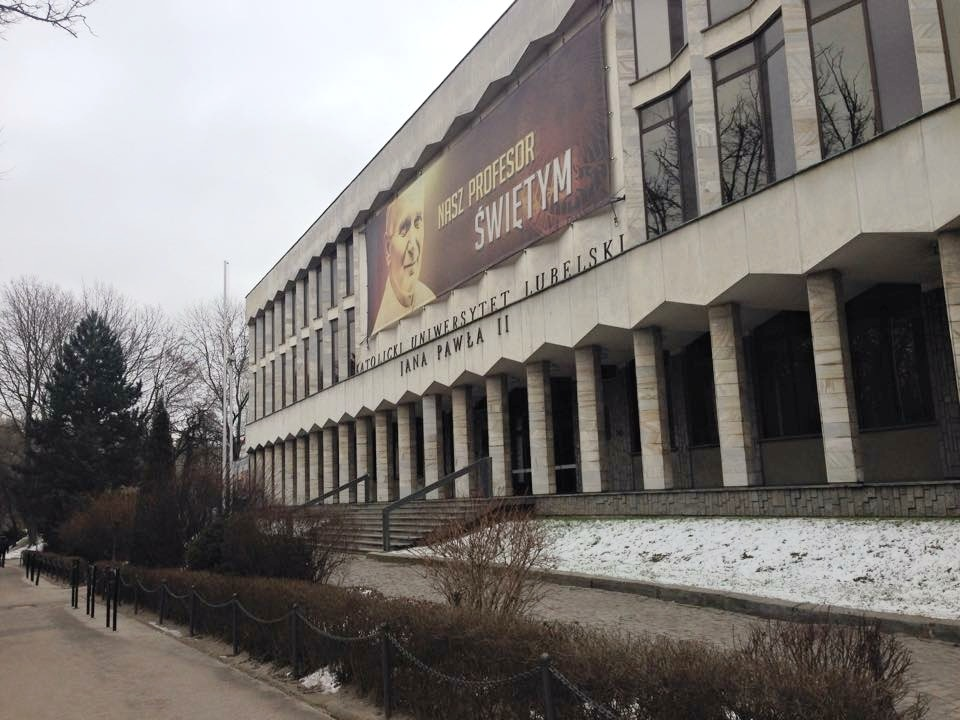 NASZ PROFESOR
ŚWIĘTYM
KATOLICKI UNIWERSYTET LUBELSKI
JANA PAWŁA II